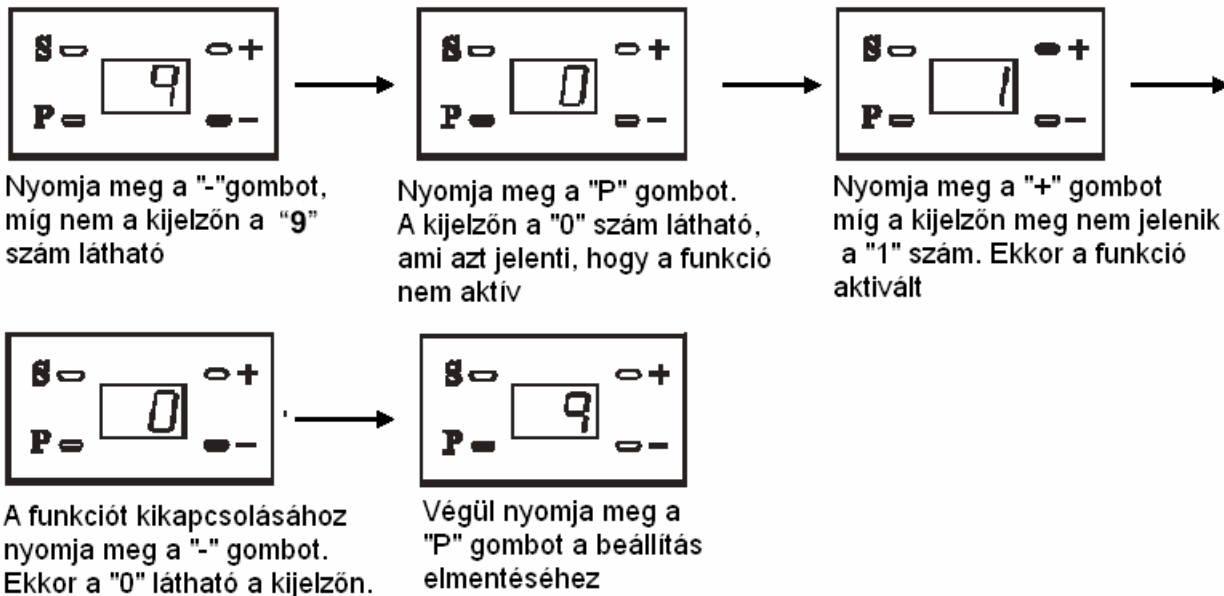 S +
9
P -
S +
0
P -
S +
1
P -
Nyomja meg a "-"gombot,
míg nem a kijelzőn a “9”
szám látható
Nyomja meg a "P" gombot.
A kijelzőn a "0" szám látható,
ami azt jelenti, hogy a funkció
nem aktív
Nyomja meg a "+" gombot
míg a kijelzőn meg nem jelenik
a "1" szám. Ekkor a funkció
aktivált
S +
0
P -
S +
9
P -
A funkciót kikapcsolásához
nyomja meg a "-" gombot.
Ekkor a "0" látható a kijelzőn.
Végül nyomja meg a
"P" gombot a beállítás
elmentéséhez